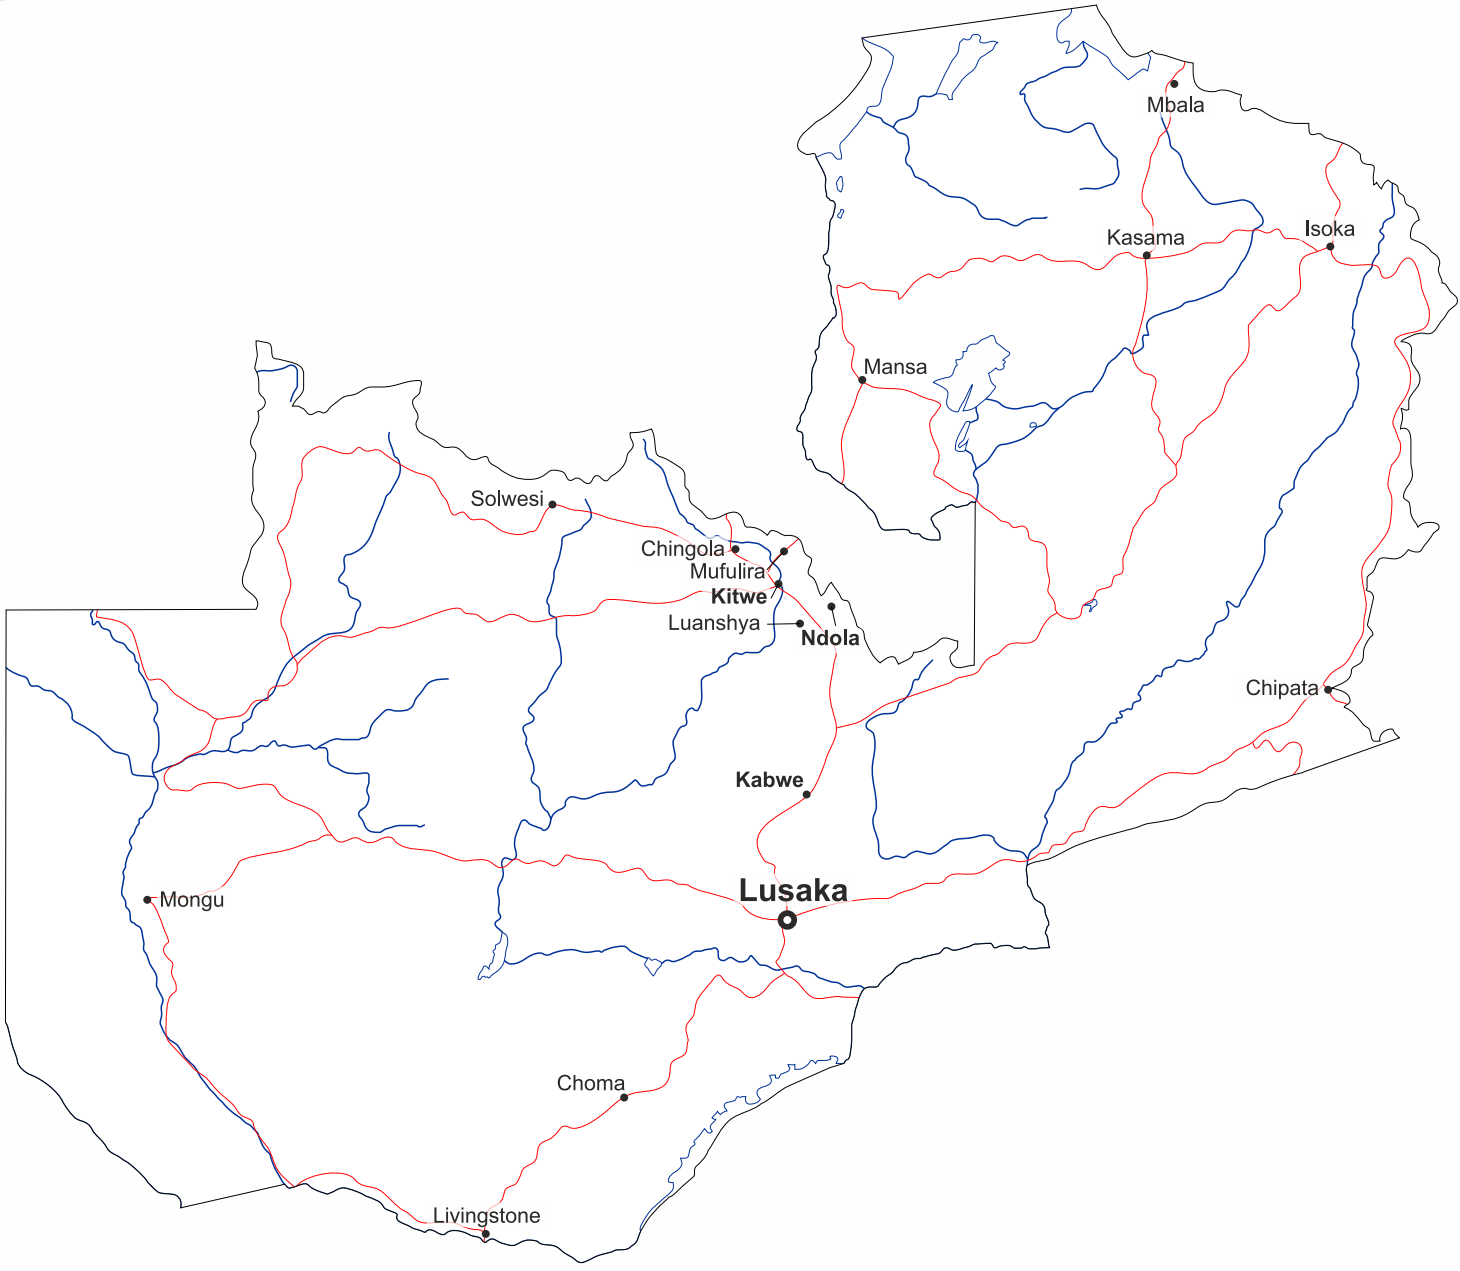 Mbala
Isoka
Kasama
Mansa
Solwesi
Chingola
Mufulira
Kitwe
Luanshya
Ndola
Chipata
Kabwe
Lusaka
Mongu
Choma
Livingstone